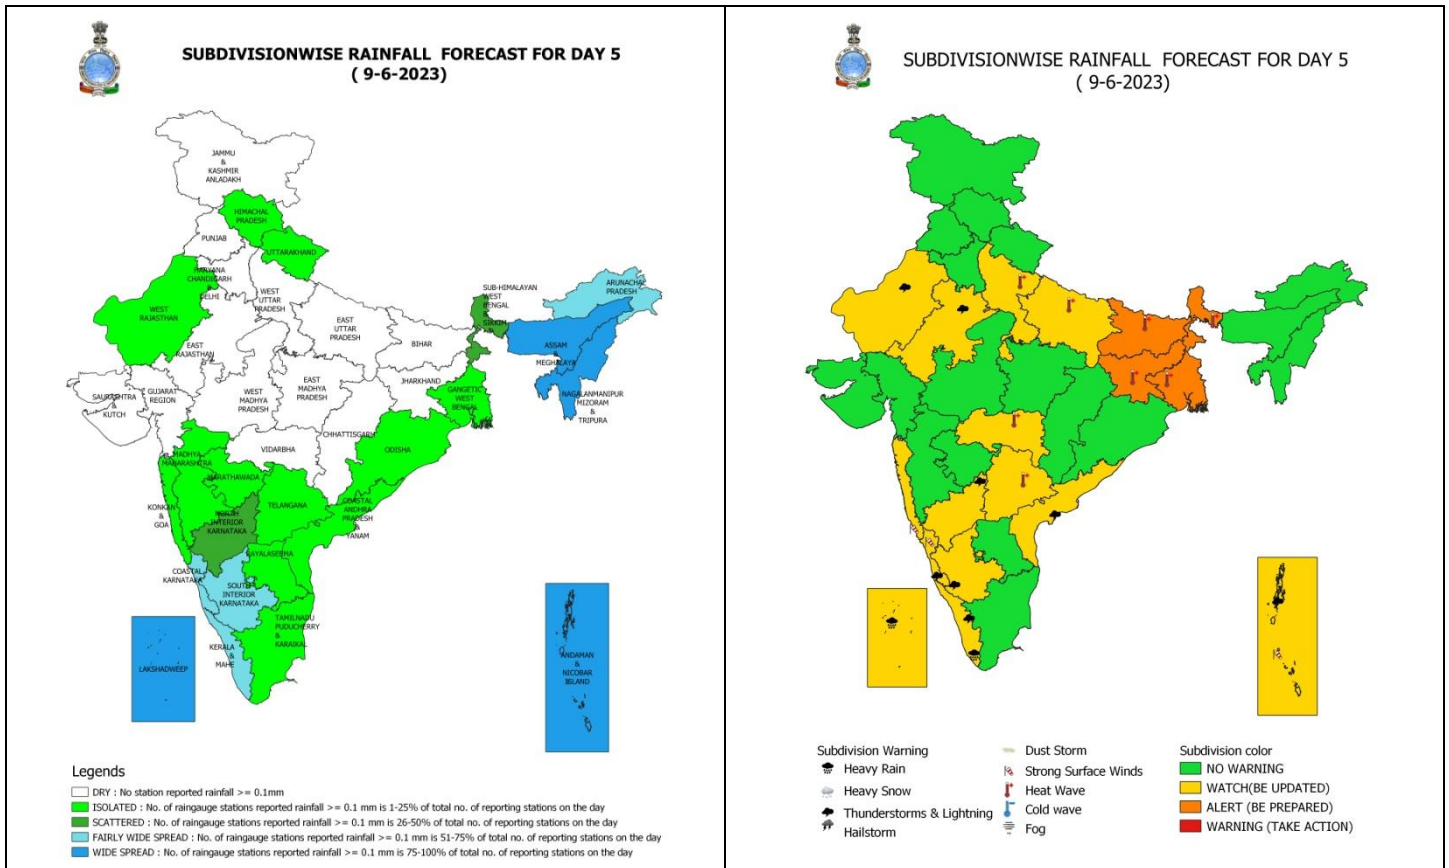 SUBDIVISIONWISE RAINFALL FORECAST FOR DAY 5
( 9-6-2023)
JAMMU
&
KASHMIR
ANLADAKH
HIMACHAL
PRADESH
PUNJAB
UTTARAKHAND
HARYANA
CHANDIGARH
&
DELHI
WEST
UTTAR
PRADESH
WEST
RAJASTHAN
EAST
RAJASTHAN
EAST
UTTAR
PRADESH
BIHAR
SUB-HIMALAYAN
WEST
BENGAL
&
SIKKIM
ARUNACHAL
PRADESH
ASSAM
&
MEGHALAYA
NAGALANMANIPUR
MIZORAM
&
TRIPURA
JHARKHAND
GANGETIC
WEST
BENGAL
SAURASHTRA
&
KUTCH
GUJARAT
REGION
WEST
MADHYA
PRADESH
EAST
MADHYA
PRADESH
CHHATTISGARH
ODISHA
VIDARBHA
MADHYA
MAHARASHTRA
MARATHAWADA
TELANGANA
KONKAN
&
GOA
NORTH
INTERIOR
KARNATAKA
COASTAL
ANDHRA
PRADESH
&
YANAM
RAYALASEEMA
COASTAL
KARNATAKA
SOUTH
INTERIOR
KARNATAKA
TAMILNADU
PUDUCHERRY
&
KARAIKAL
KERALA
&
MAHE
LAKSHADWEEP
ANDAMAN
&
NICOBAR
ISLAND
Legends
DRY : No station reported rainfall >= 0.1mm
ISOLATED : No. of raingauge stations reported rainfall >= 0.1 mm is 1-25% of total no. of reporting stations on the day
SCATTERED : No. of raingauge stations reported rainfall >= 0.1 mm is 26-50% of total no. of reporting stations on the day
FAIRLY WIDE SPREAD : No. of raingauge stations reported rainfall >= 0.1 mm is 51-75% of total no. of reporting stations on the day
WIDE SPREAD : No. of raingauge stations reported rainfall >= 0.1 mm is 75-100% of total no. of reporting stations on the day
SUBDIVISIONWISE RAINFALL FORECAST FOR DAY 5
( 9-6-2023)
Subdivision Warning
Heavy Rain
Heavy Snow
Thunderstorms & Lightning
Hailstorm
Dust Storm
Strong Surface Winds
Heat Wave
Cold wave
Fog
Subdivision color
NO WARNING
WATCH(BE UPDATED)
ALERT (BE PREPARED)
WARNING (TAKE ACTION)